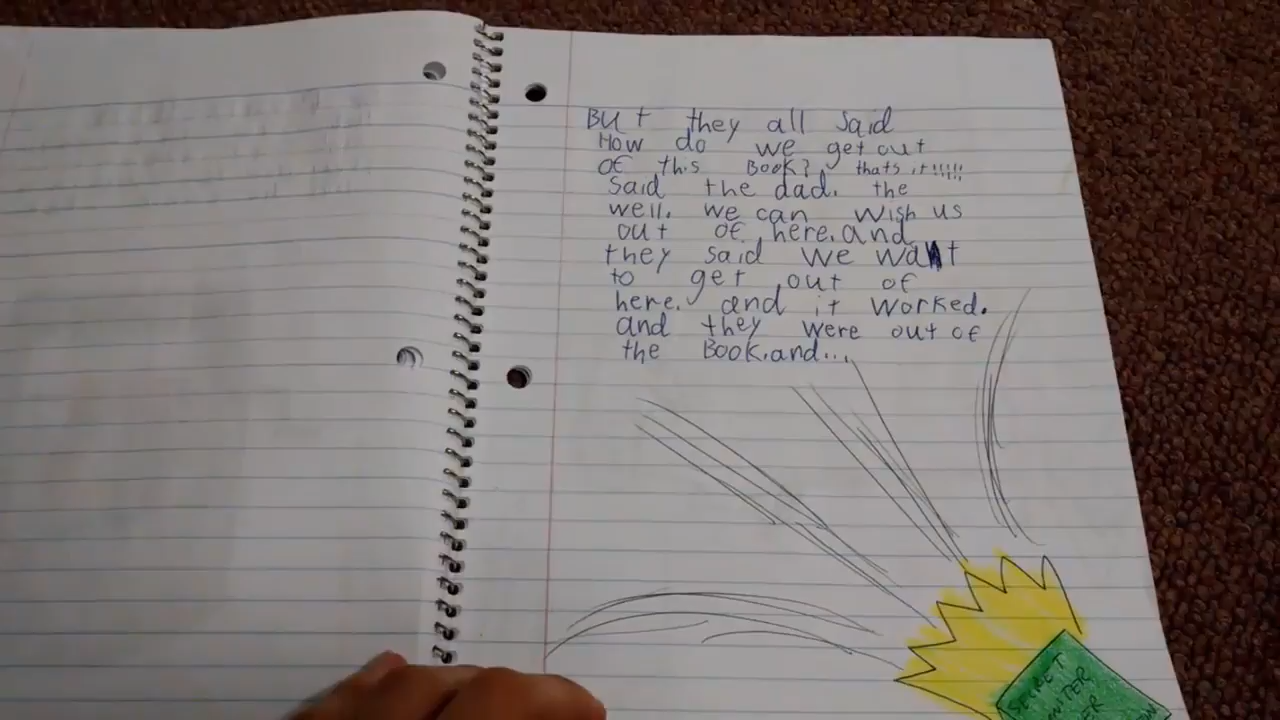 But they all said
How do we get out
of this Book? thats it!!!!!
said the dad. the
well. we can wish us
out of here. and
they said we want
to get out of
here. and it worked.
and they were out of
the Book.and...
SECRET